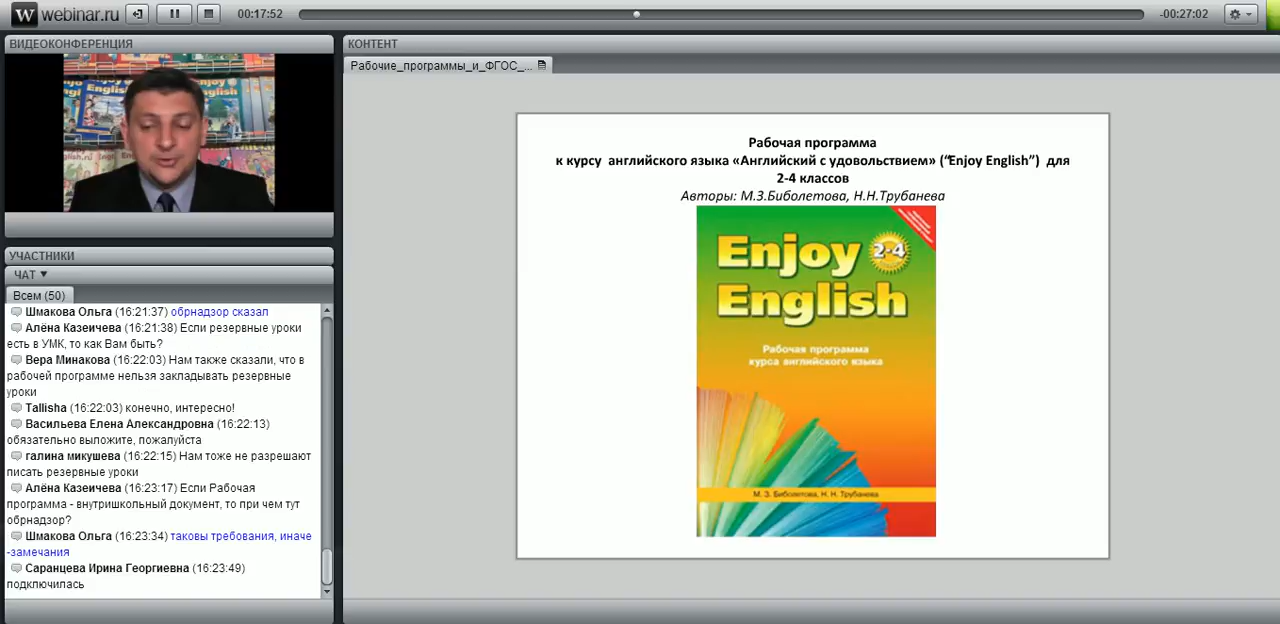 webinar.ru
00:17:52
-00:27:02
ВИДЕОКОНФЕРЕНЦИЯ
Enjoy
English
УЧАСТНИКИ
ЧАТ
Всем (50)
Шмакова Ольга (16:21:37) обрнадзор сказал
Алёна Казеичева (16:21:38) Если резервные уроки
есть в УМК, то как Вам быть?
Вера Минакова (16:22:03) Нам также сказали, что в
рабочей программе нельзя закладывать резервные
уроки
Tallisha (16:22:03) конечно, интересно!
Васильева Елена Александровна (16:22:13)
обязательно выложите, пожалуйста
галина микушева (16:22:15) Нам тоже не разрешают
писать резервные уроки
Алёна Казеичева (16:23:17) Если Рабочая
программа - внутришкольный документ, то при чем тут
обрнадзор?
Шмакова Ольга (16:23:34) таковы требования, иначе
-замечания
Саранцева Ирина Георгиевна (16:23:49)
подключилась
КОНТЕНТ
Рабочие_программы_и_ФГОС_...
Рабочая программа
к курсу английского языка «Английский с удовольствием» (“Enjoy English”) для
2-4 классов
Авторы: М.З.Биболетова, Н.Н.Трубанева
Enjoy
2-4
English
Рабочая программа
курса английского языка
М. З. Биболетова, Н. Н. Трубанева